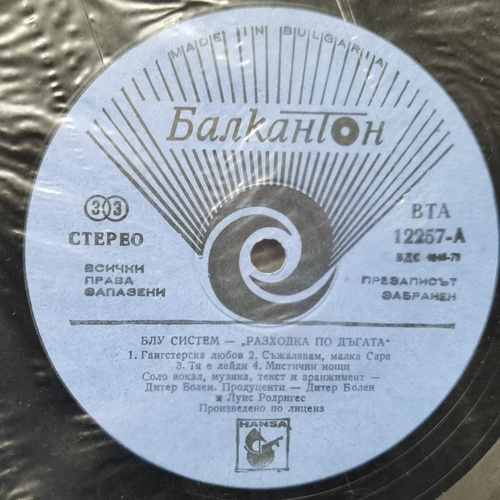 MADE IN BULGARIA
Балкантон
33
СТЕРЕО
ВСИЧКИ
ПРАВА
ЗАПАЗЕНИ
ВТА
12257-А
БДС
ПРЕЗАПИСЪТ
ЗАБРАНЕН
БЛУ СИСТЕМ — „РАЗХОДКА ПО ДЪГАТА"
1. Гангстерска любов 2. Съжалявам, малка Сара
3. Тя е лейди 4. Мистични нощи
Соло вокал, музика, текст и аранжимент —
Дитер Болен. Продуценти — Дитер Болен
и Луис Родригес
Произведено по лиценз
HANSA